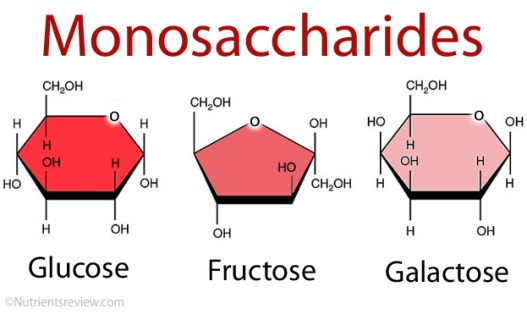 Monosaccharides
CH₂OH
H O H
H
OH H
HO OH
H OH
Glucose
CH₂OH
O OH
HO
CH₂OH
OH
Fructose
CH₂OH
HO O OH
H
OH H
H H
H OH
Galactose
©Nutrientsreview.com